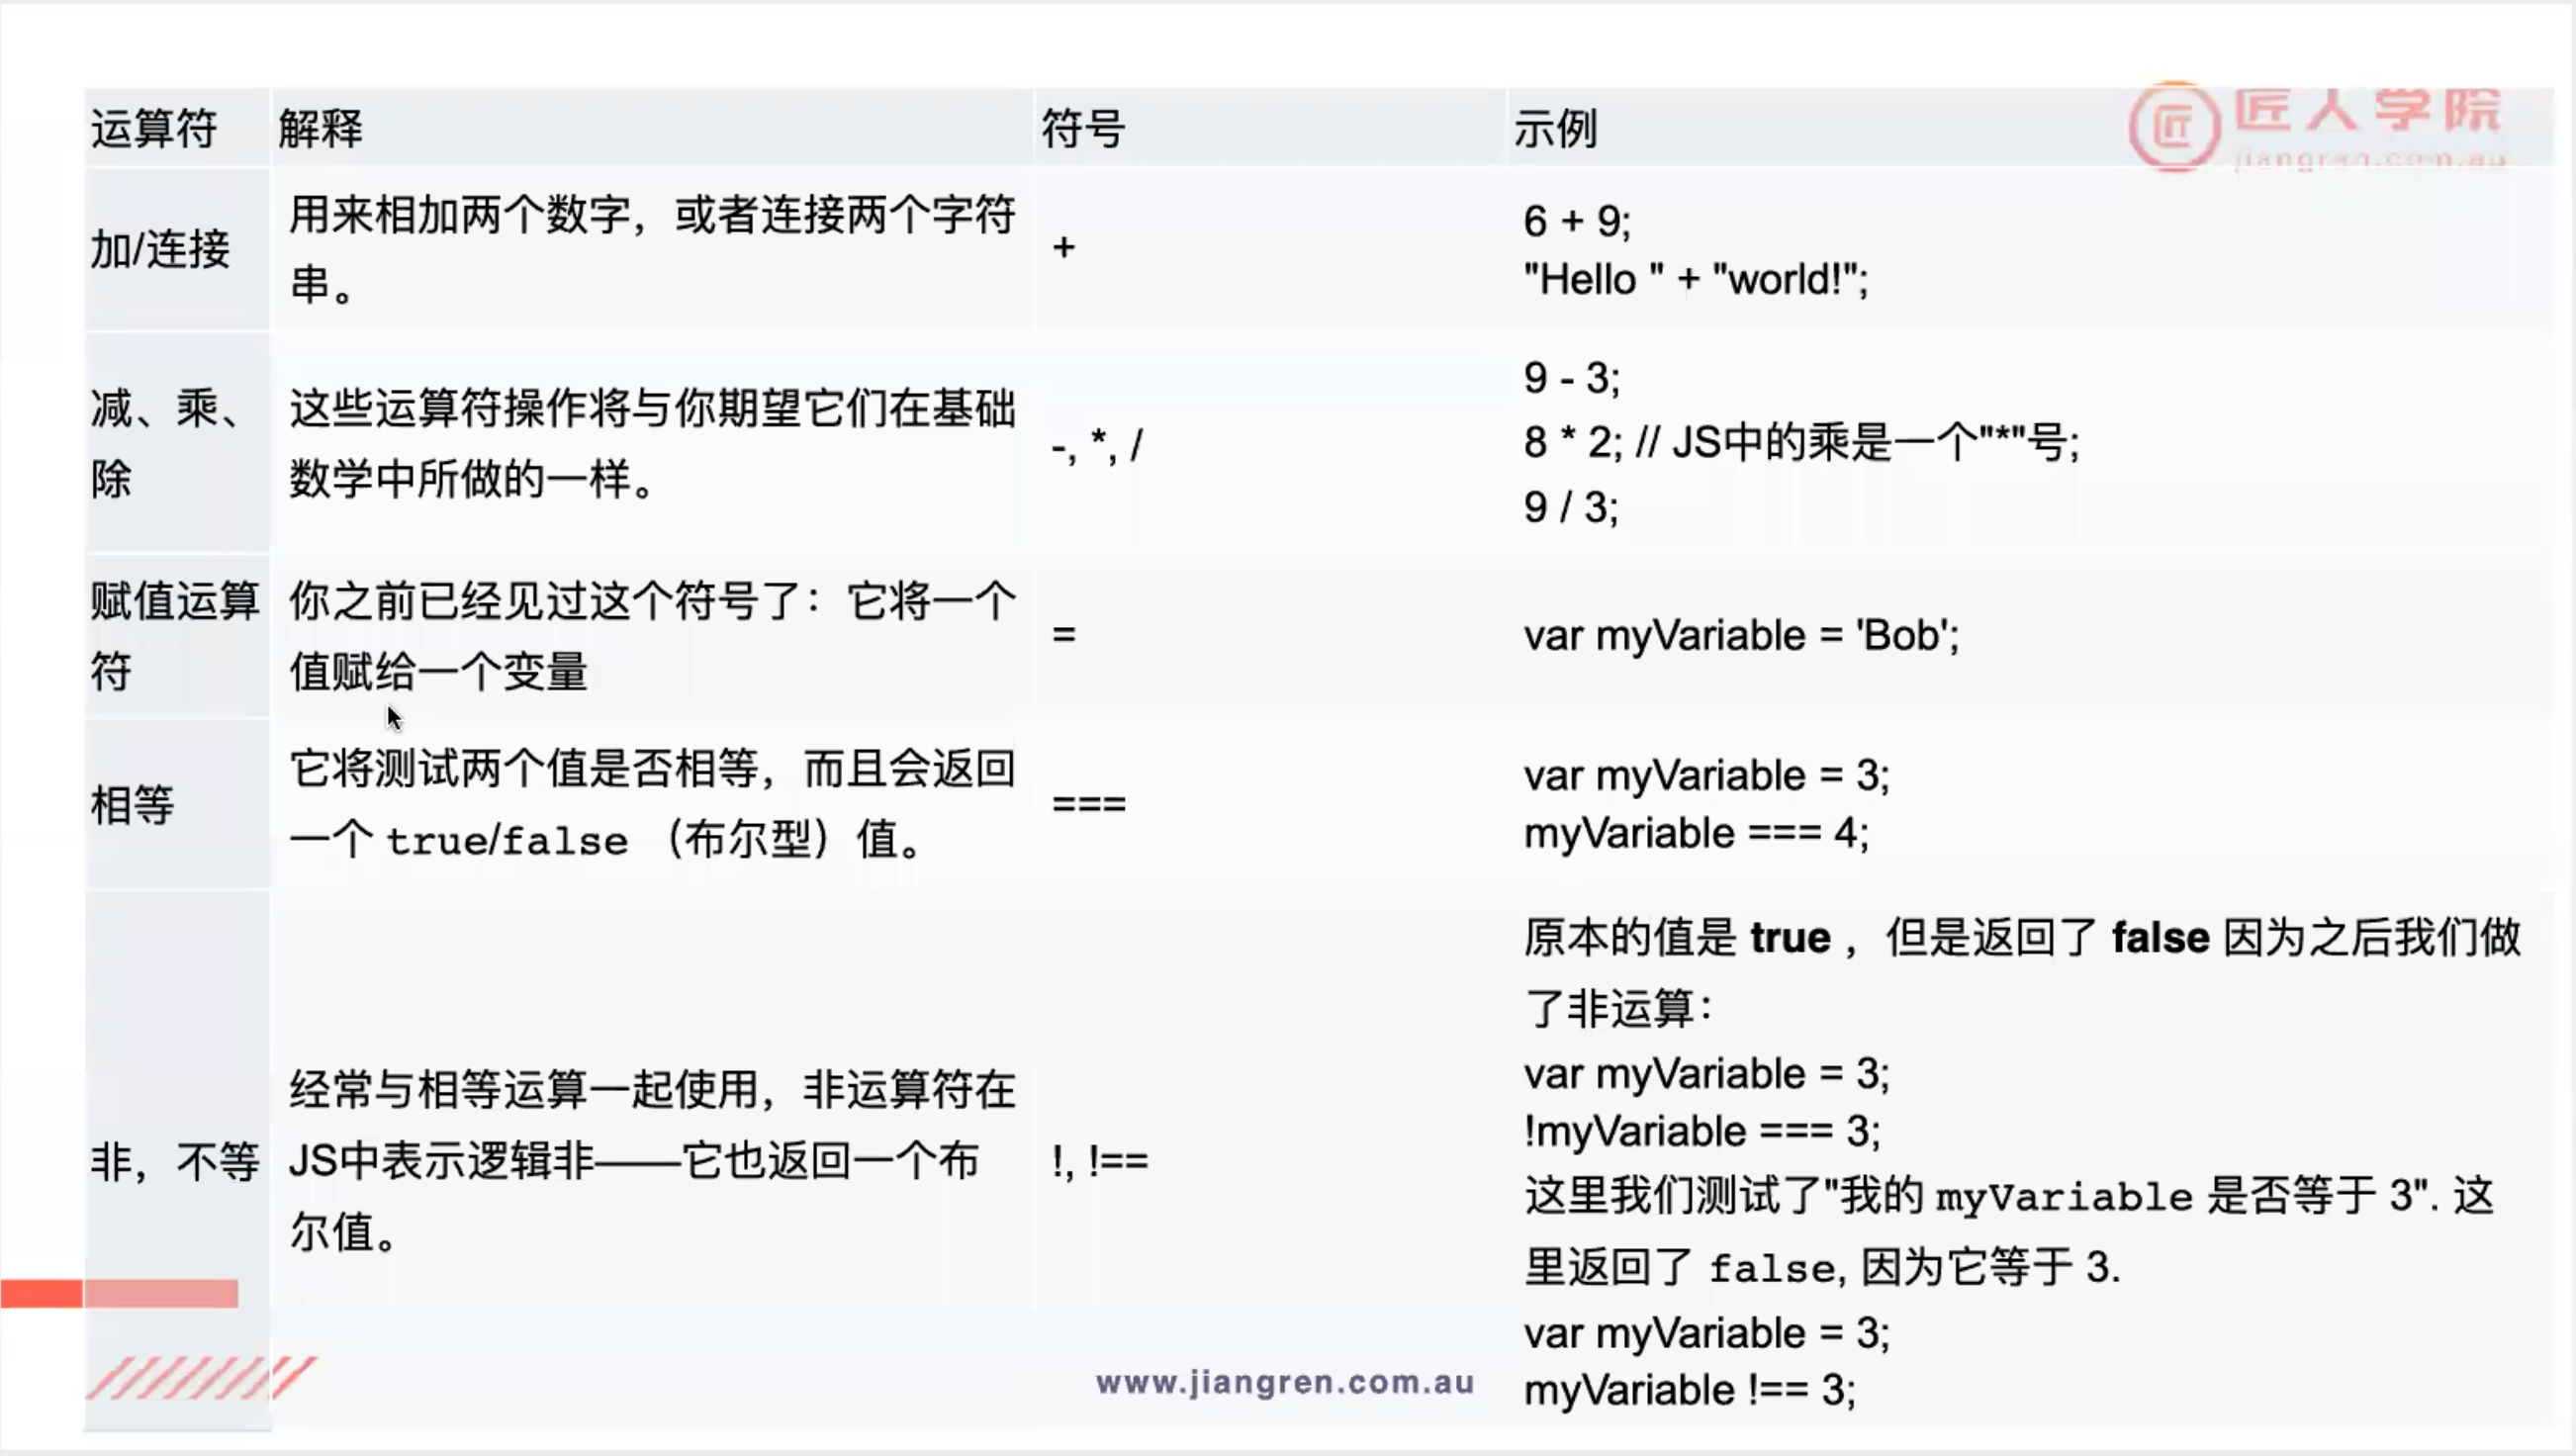 匠人学院
jiangren.com.au
运算符 解释 符号 示例
加/连接
用来相加两个数字，或者连接两个字符
串。
+
6 + 9;
"Hello " + "world!";
减、乘、
除
这些运算符操作将与你期望它们在基础
数学中所做的一样。
-, *, /
9 - 3;
8 * 2; // JS中的乘是一个"*"号;
9 / 3;
赋值运算
符
你之前已经见过这个符号了：它将一个
值赋给一个变量
=
var myVariable = 'Bob';
相等
它将测试两个值是否相等，而且会返回
一个 true/false （布尔型）值。
===
var myVariable = 3;
myVariable === 4;
非，不等
经常与相等运算一起使用，非运算符在
JS中表示逻辑非——它也返回一个布
尔值。
!, !==
原本的值是 true ，但是返回了 false 因为之后我们做
了非运算：
var myVariable = 3;
!myVariable === 3;
这里我们测试了"我的 myVariable 是否等于 3". 这
里返回了 false, 因为它等于 3.
var myVariable = 3;
myVariable !== 3;
www.jiangren.com.au